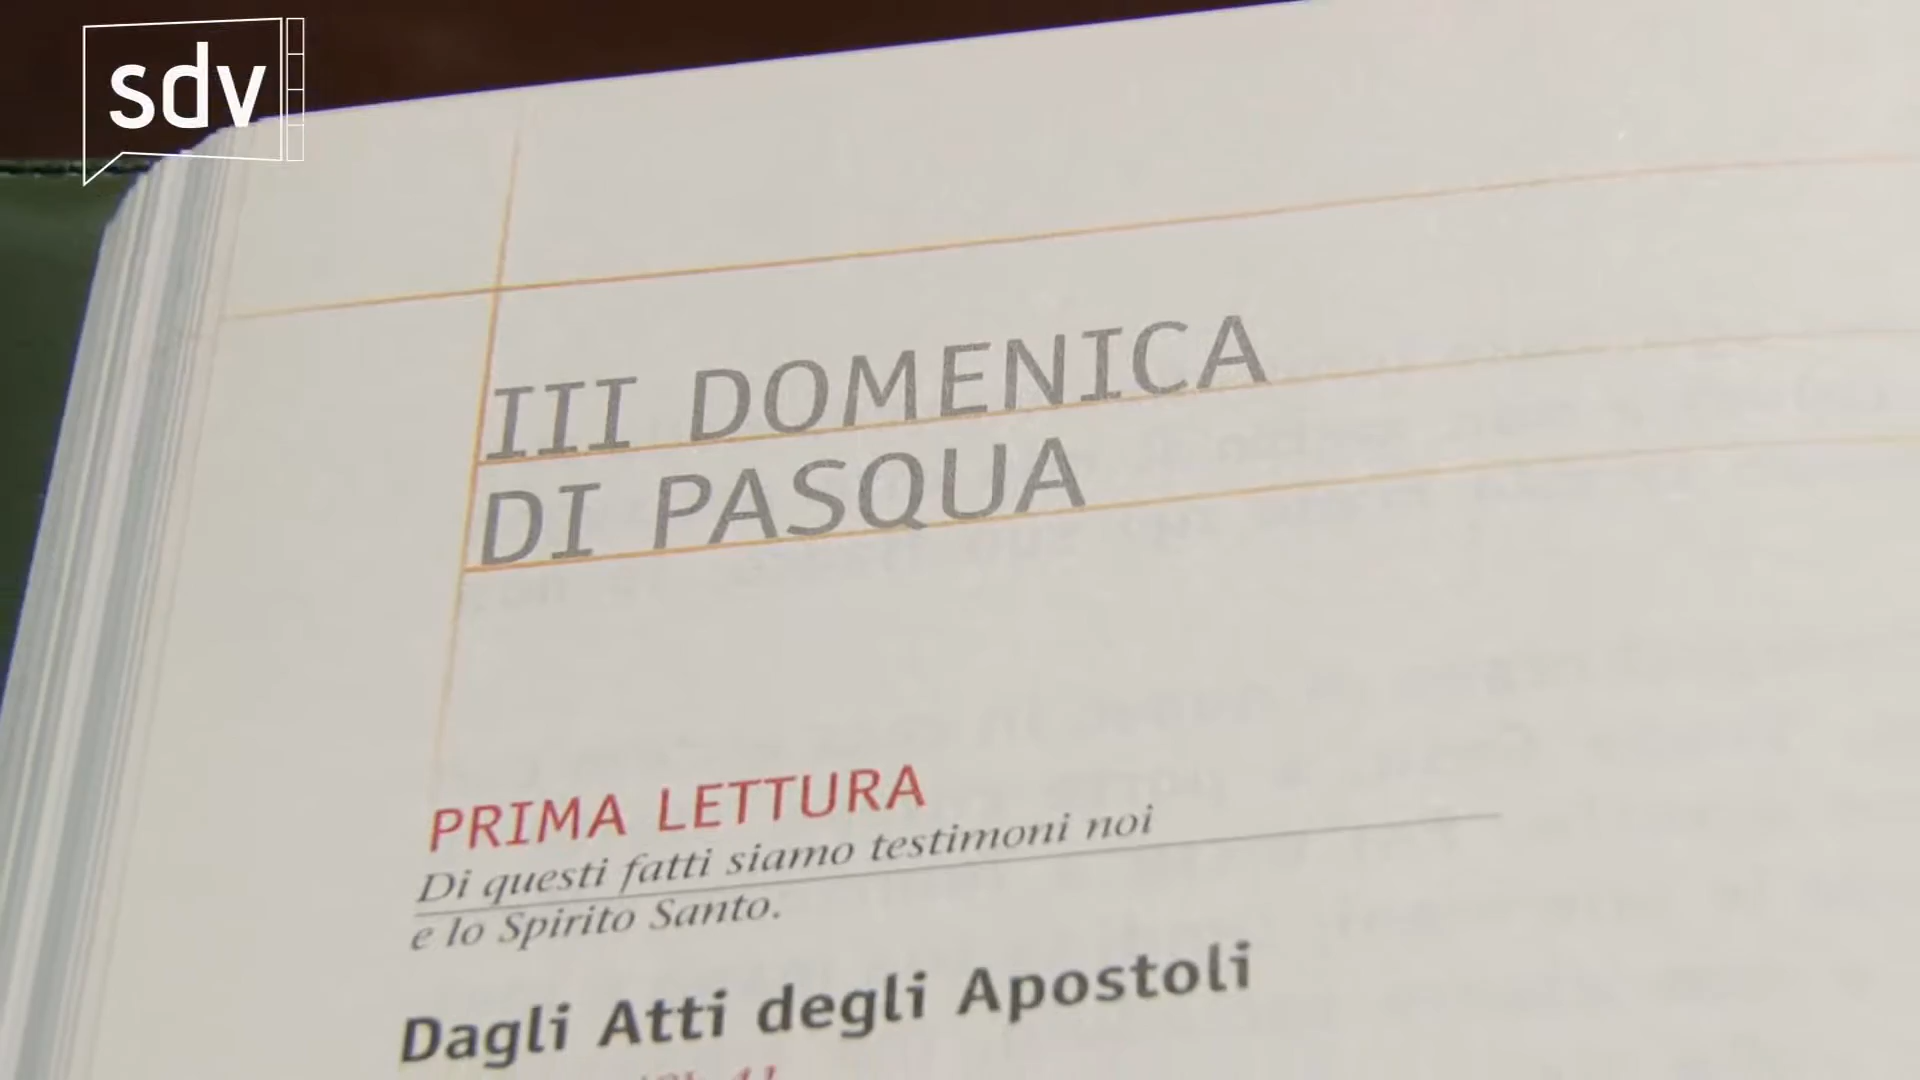 sdv
III DOMENICA
DI PASQUA
PRIMA LETTURA
Di questi fatti siamo testimoni noi
e lo Spirito Santo.
Dagli Atti degli Apostoli